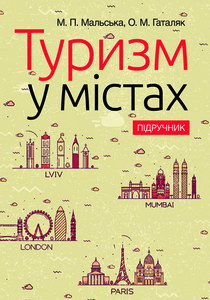 М. П. Мальська, О. М. Гаталяк
Туризм
у містах
ПІДРУЧНИК
LVIV
MUMBAI
LONDON
PARIS